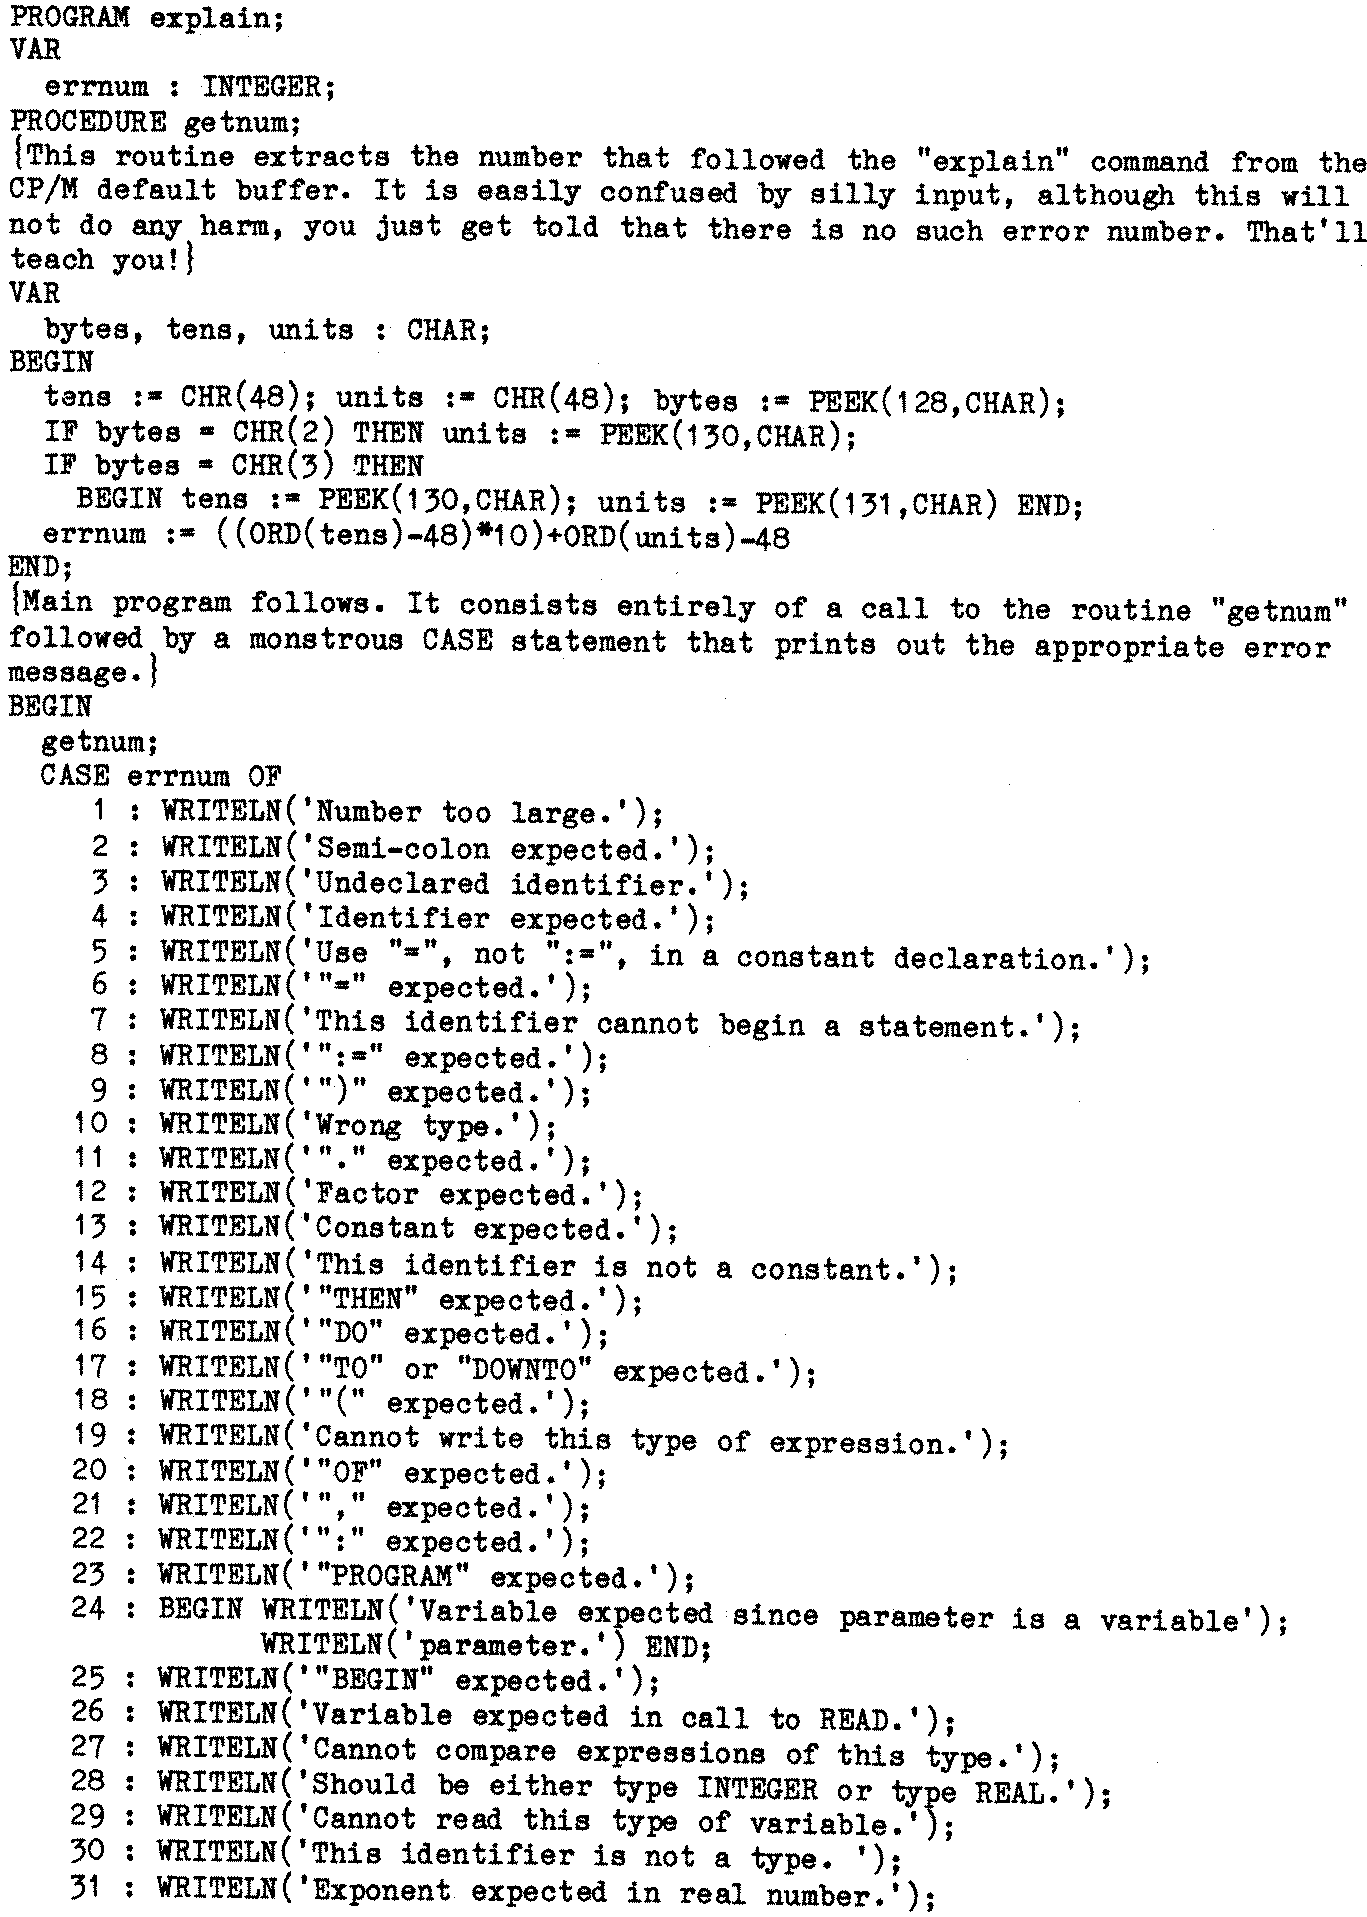 PROGRAM explain;
VAR
  errnum : INTEGER;
PROCEDURE getnum;
{This routine extracts the number that followed the "explain" command from the
CP/M default buffer. It is easily confused by silly input, although this will
not do any harm, you just get told that there is no such error number. That'll
teach you!}
VAR
  bytes, tens, units : CHAR;
BEGIN
  tens := CHR(48); units := CHR(48); bytes := PEEK(128,CHAR);
  IF bytes = CHR(2) THEN units := PEEK(130,CHAR);
  IF bytes = CHR(3) THEN
    BEGIN tens := PEEK(130,CHAR); units := PEEK(131,CHAR) END;
  errnum := ((ORD(tens)-48)*10)+ORD(units)-48
END;
{Main program follows. It consists entirely of a call to the routine "getnum"
followed by a monstrous CASE statement that prints out the appropriate error
message.}
BEGIN
  getnum;
  CASE errnum OF
     1 : WRITELN('Number too large.');
     2 : WRITELN('Semi-colon expected.');
     3 : WRITELN('Undeclared identifier.');
     4 : WRITELN('Identifier expected.');
     5 : WRITELN('Use "=", not ":=", in a constant declaration.');
     6 : WRITELN('"=" expected.');
     7 : WRITELN('This identifier cannot begin a statement.');
     8 : WRITELN('":=" expected.');
     9 : WRITELN('")" expected.');
    10 : WRITELN('Wrong type.');
    11 : WRITELN('"." expected.');
    12 : WRITELN('Factor expected.');
    13 : WRITELN('Constant expected.');
    14 : WRITELN('This identifier is not a constant.');
    15 : WRITELN('"THEN" expected.');
    16 : WRITELN('"DO" expected.');
    17 : WRITELN('"TO" or "DOWNTO" expected.');
    18 : WRITELN('"(" expected.');
    19 : WRITELN('Cannot write this type of expression.');
    20 : WRITELN('"OF" expected.');
    21 : WRITELN('"," expected.');
    22 : WRITELN('":" expected.');
    23 : WRITELN('"PROGRAM" expected.');
    24 : BEGIN WRITELN('Variable expected since parameter is a variable');
               WRITELN('parameter.') END;
    25 : WRITELN('"BEGIN" expected.');
    26 : WRITELN('Variable expected in call to READ.');
    27 : WRITELN('Cannot compare expressions of this type.');
    28 : WRITELN('Should be either type INTEGER or type REAL.');
    29 : WRITELN('Cannot read this type of variable.');
    30 : WRITELN('This identifier is not a type. ');
    31 : WRITELN('Exponent expected in real number.');